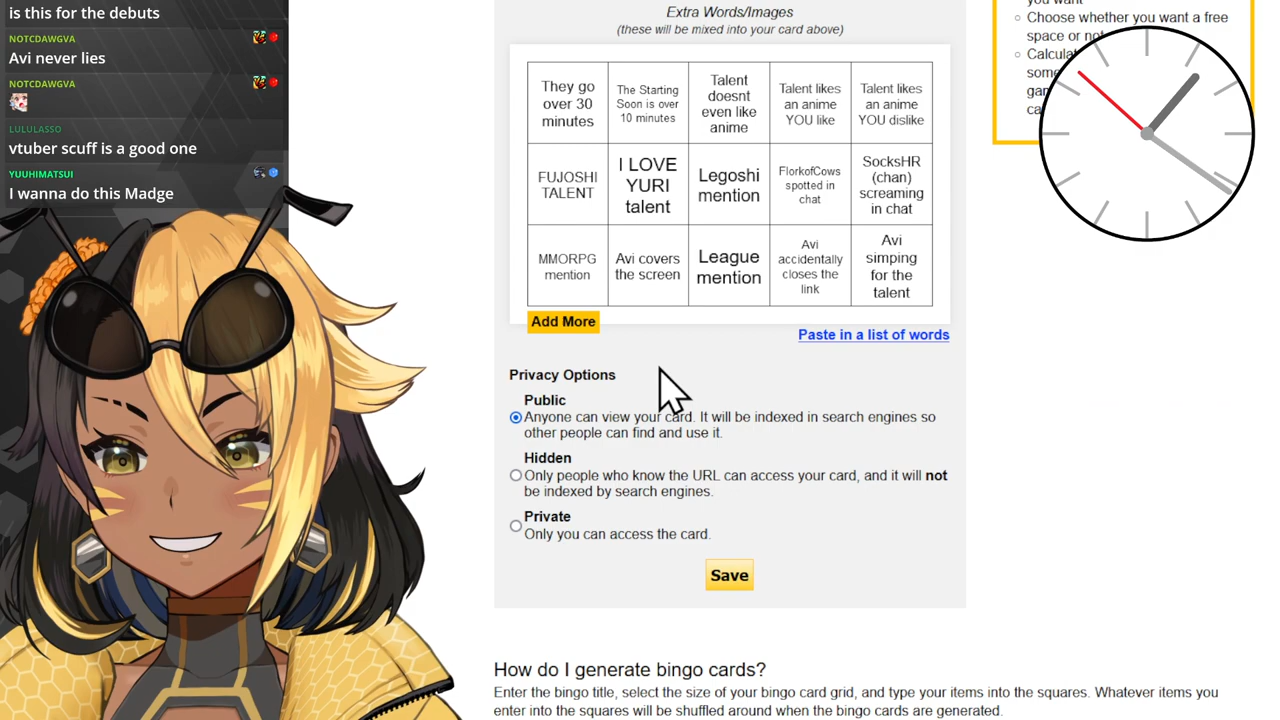 is this for the debuts
NOTCDAWGVA
Avi never lies
NOTCDAWGVA
LULULASSO
vtuber scuff is a good one
YUUHIMATSUI
I wanna do this Madge
Extra Words/Images
(these will be mixed into your card above)
They go
over 30
minutes
The Starting
Soon is over
10 minutes
Talent
doesnt
even like
anime
Talent likes
an anime
YOU like
Talent likes
an anime
YOU dislike
FUJOSHI
TALENT
I LOVE
YURI
talent
Legoshi
mention
FlorkofCows
spotted in
chat
SocksHR
(chan)
screaming
in chat
MMORPG
mention
Avi covers
the screen
League
mention
Avi
accidentally
closes the
link
Avi
simping
for the
talent
Add More
Paste in a list of words
Privacy Options
Public
Anyone can view your card. It will be indexed in search engines so
other people can find and use it.
Hidden
Only people who know the URL can access your card, and it will not
be indexed by search engines.
Private
Only you can access the card.
Save
you want
Choose whether you want a free
space or not
How do I generate bingo cards?
Enter the bingo title, select the size of your bingo card grid, and type your items into the squares. Whatever items you
enter into the squares will be shuffled around when the bingo cards are generated.